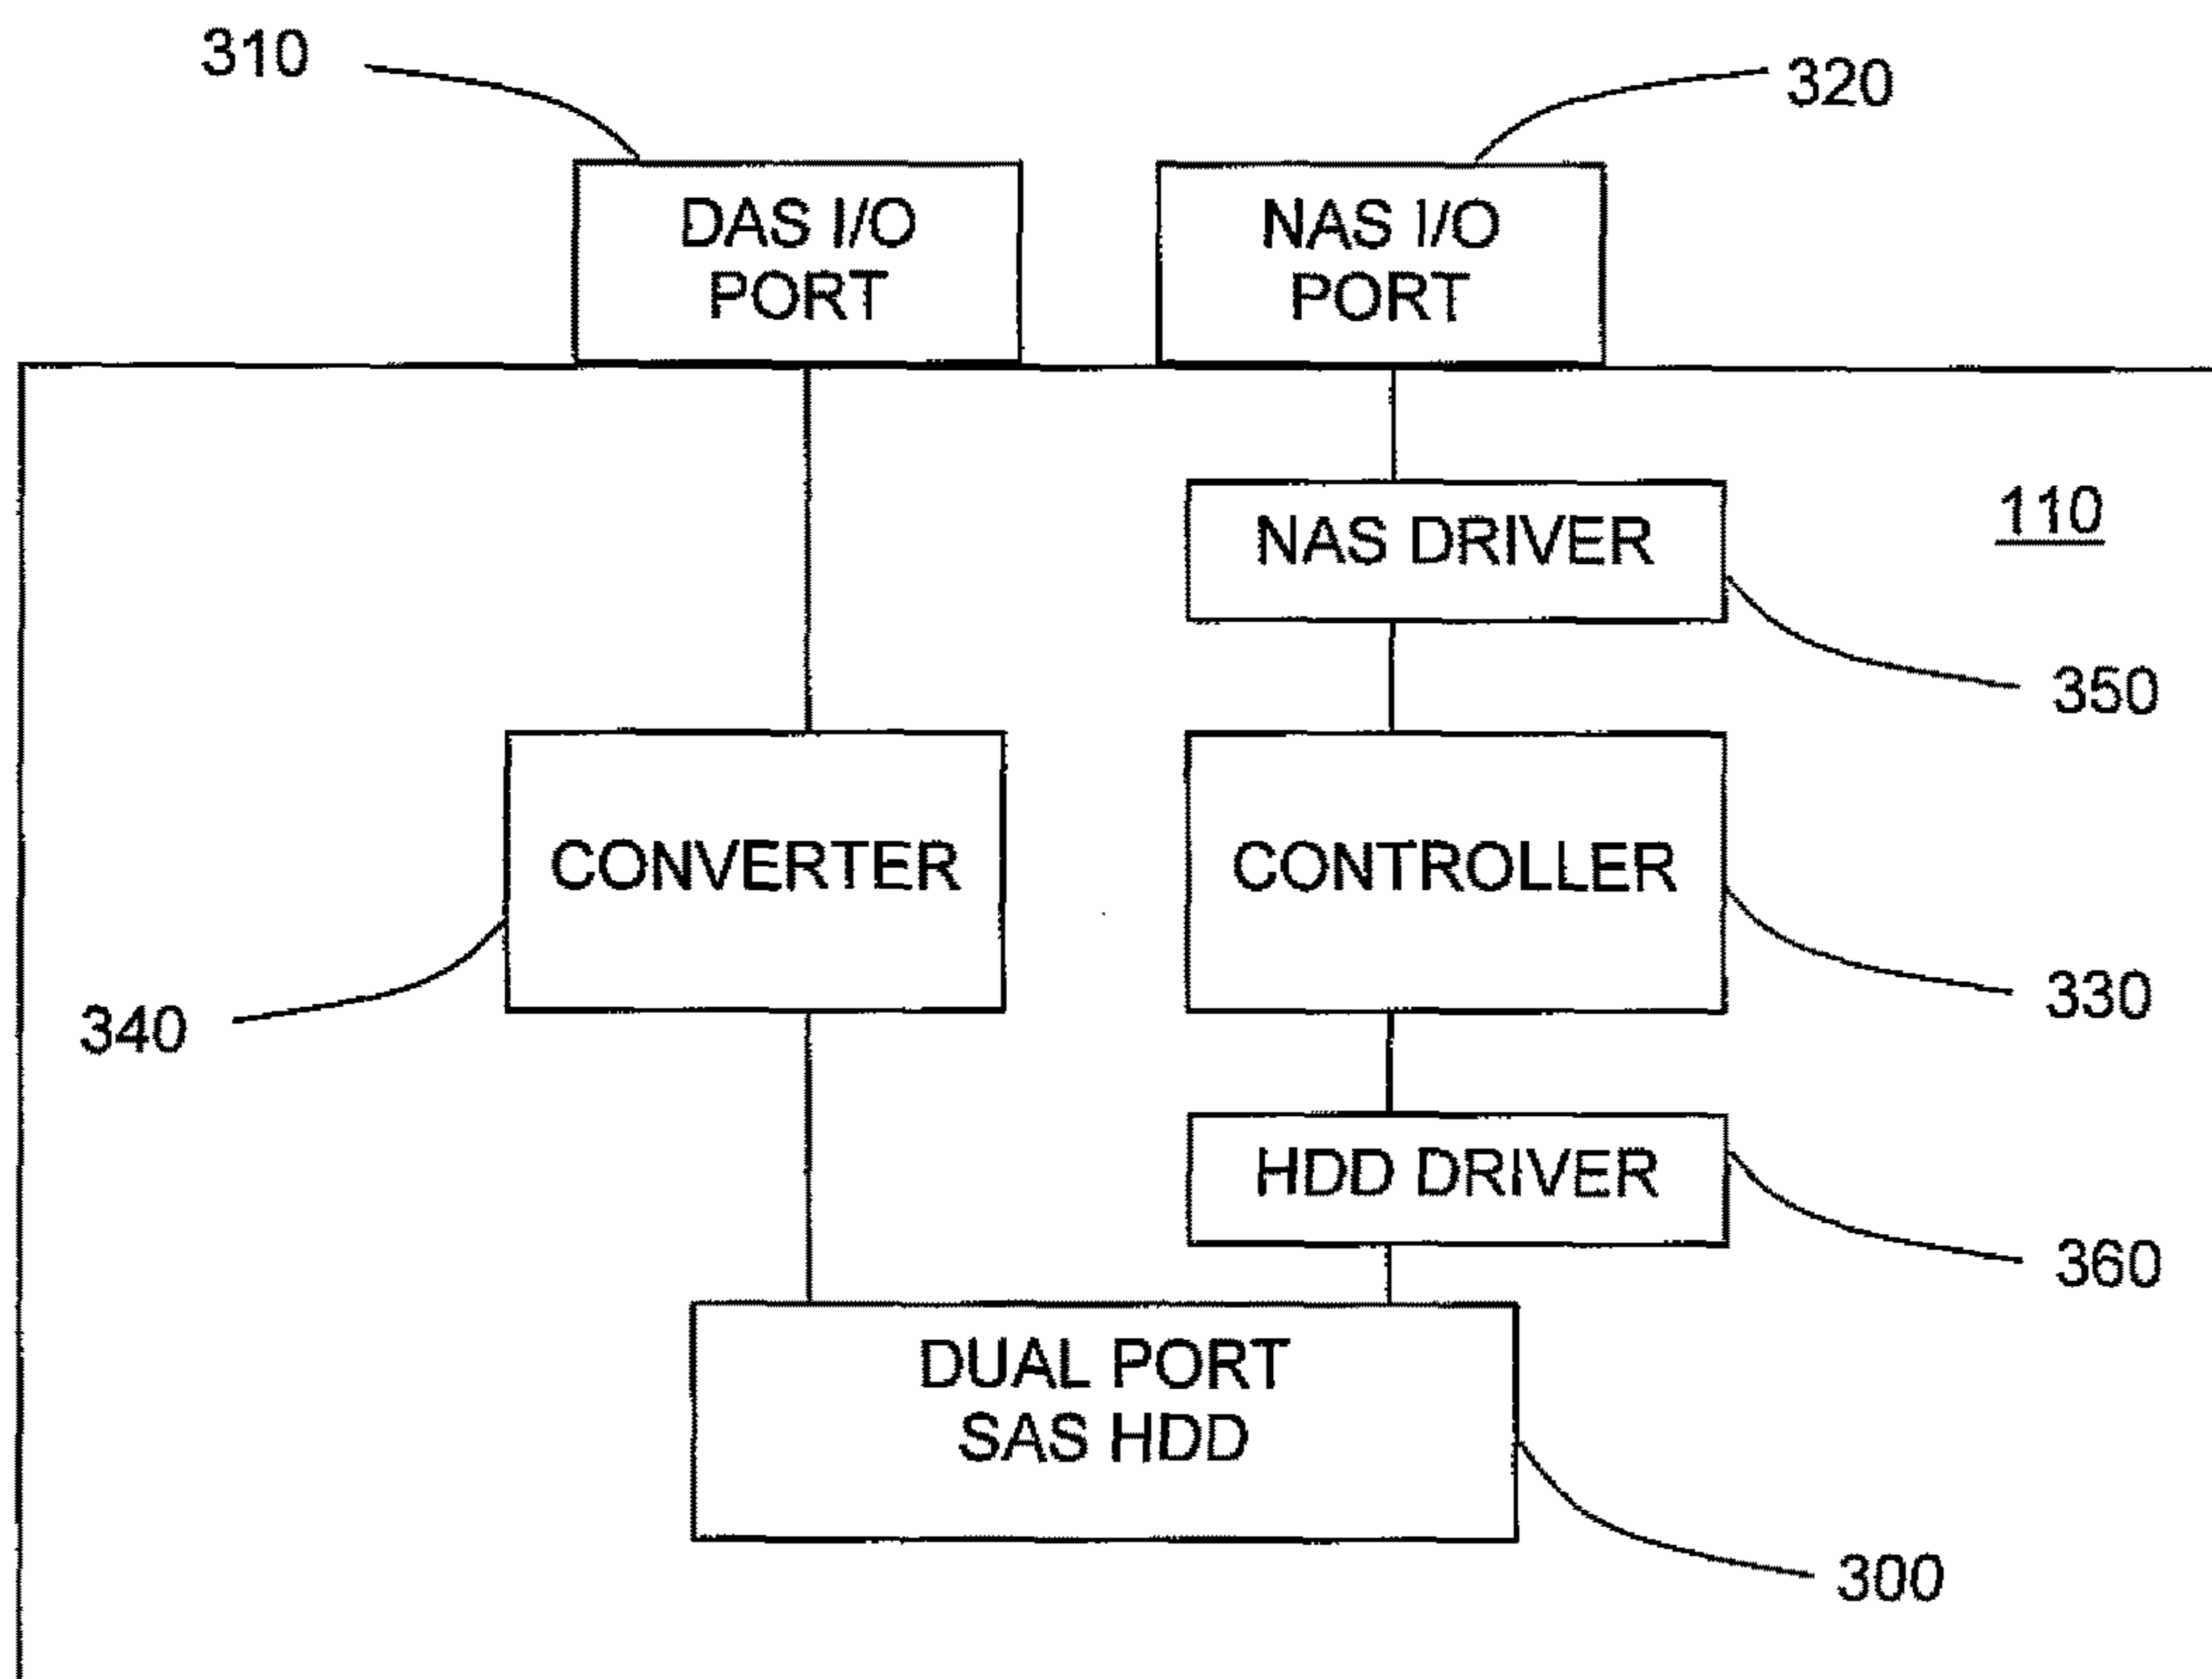 310
320
DAS I/O
PORT
NAS I/O
PORT
110
NAS DRIVER
350
CONVERTER
CONTROLLER
340
330
HDD DRIVER
360
DUAL PORT
SAS HDD
300